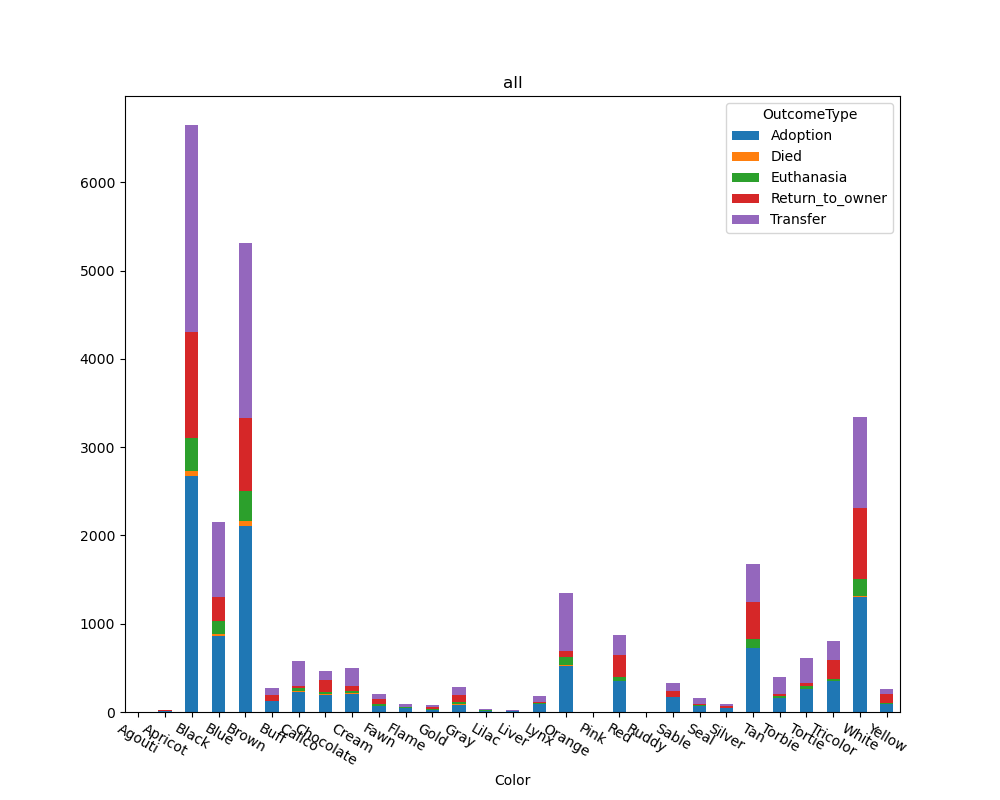 all
OutcomeType
Adoption
Died
Euthanasia
Return_to_owner
Transfer
6000
5000
4000
3000
2000
1000
0
Agouti
Apricot
Black
Blue
Brown
Buff
Calico
Chocolate
Cream
Fawn
Flame
Gold
Gray
Lilac
Liver
Lynx
Orange
Pink
Red
Ruddy
Sable
Seal
Silver
Tan
Torbie
Tortie
Tricolor
White
Yellow
Color